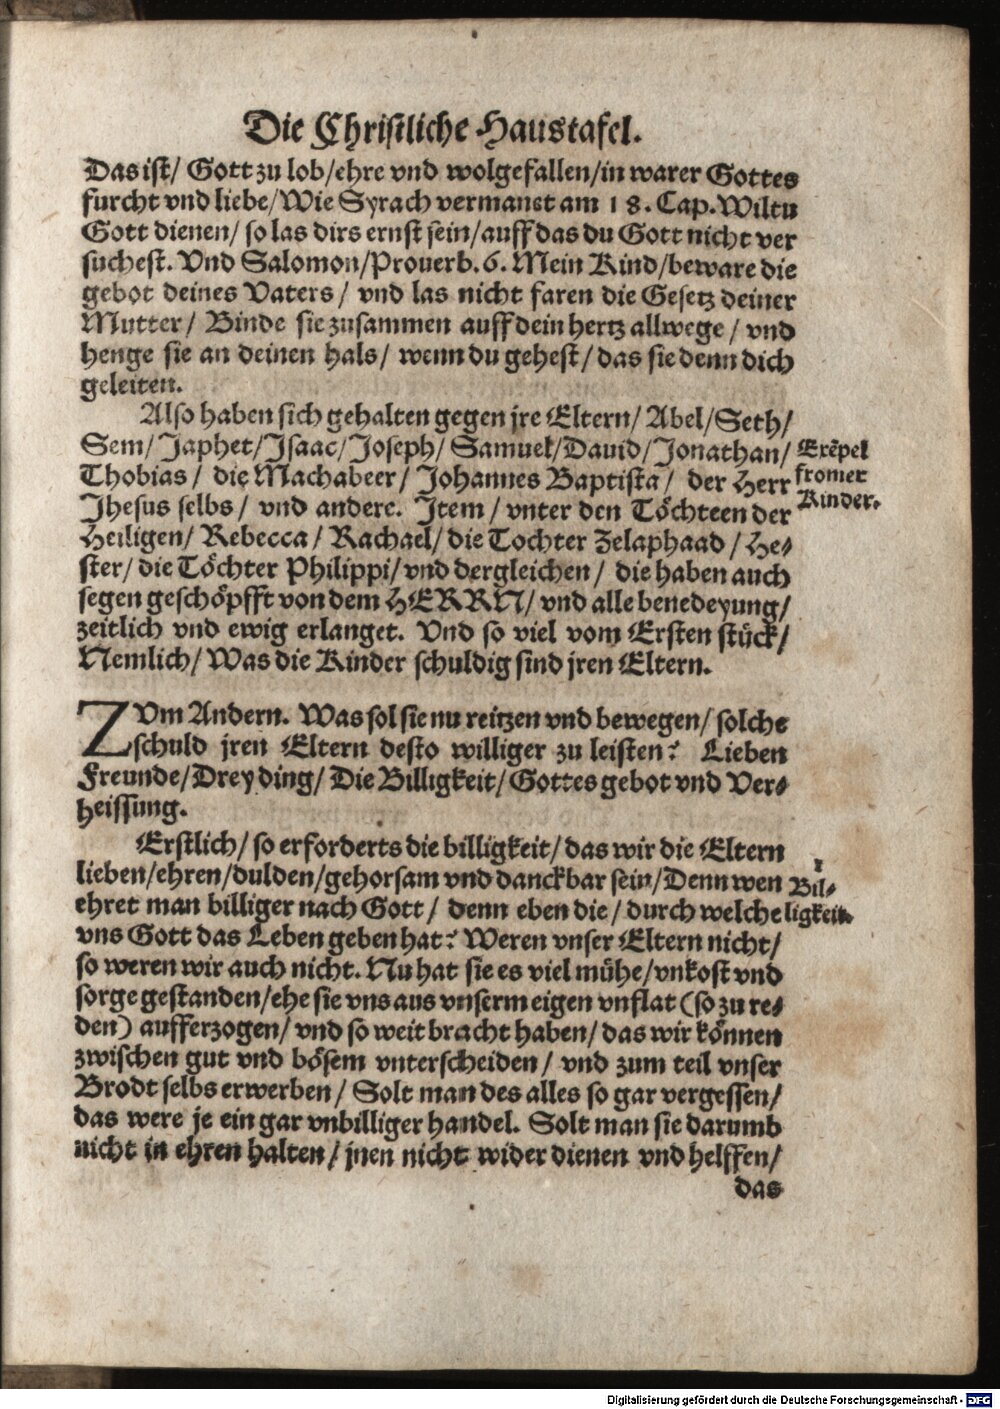 Die Christliche Haustafel.
Das ist/ Gott zu lob/ehre vnd wolgefallen/in warer Gottes
furcht vnd liebe/Wie Syrach vermanet am 18. Cap. Wiltu
Gott dienen/ so las dirs ernst sein/auff das du Gott nicht ver
suchest. Vnd Salomon/Prouerb. 6. Mein Kind/beware die
gebot deines Vaters/ vnd las nicht faren die Gesetz deiner
Mutter/ Binde sie zusammen auff dein hertz allwege/ vnd
henge sie an deinen hals/ wenn du gehest/ das sie denn dich
geleiten.
Also haben sich gehalten gegen jre Eltern/ Abel/Seth/
Sem/ Japhet/Jsaac/Joseph/ Samuel/Dauid/Jonathan/
Thobias/ die Machabeer/ Johannes Baptista/ der Herr
Jhesus selbs/ vnd andere. Jtem/ vnter den Töchteen der
Heiligen/ Rebecca/ Rachael/ die Tochter Zelaphaad/ He-
ster/ die Töchter Philippi/ vnd dergleichen/ die haben auch
segen geschöpfft von dem HERRN/ vnd alle benedeyung/
zeitlich vnd ewig erlanget. Vnd so viel vom Ersten stück/
Nemlich/ Was die Kinder schuldig sind jren Eltern.
Exēpel
fromer
Kinder.
ZVm Andern. Was sol sie nu reitzen vnd bewegen/ solche
schuld jren Eltern desto williger zu leisten? Lieben
Freunde/ Drey ding/ Die Billigkeit/ Gottes gebot vnd Ver-
heissung.
Erstlich/ so erforderts die billigkeit/ das wir die Eltern
lieben/ehren/dulden/gehorsam vnd danckbar sein/Denn wen
ehret man billiger nach Gott/ denn eben die/ durch welche
vns Gott das Leben geben hat? Weren vnser Eltern nicht/
so weren wir auch nicht. Nu hat sie es viel mühe/vnkost vnd
sorge gestanden/ehe sie vns aus vnserm eigen vnflat (so zu re-
den) aufferzogen/ vnd so weit bracht haben/ das wir können
zwischen gut vnd bösem vnterscheiden/ vnd zum teil vnser
Brodt selbs erwerben/ Solt man des alles so gar vergessen/
das were je ein gar vnbilliger handel. Solt man sie darumb
nicht in ehren halten/ jnen nicht wider dienen vnd helffen/
das
1
Bil-
ligkeit.
Digitalisierung gefördert durch die Deutsche Forschungsgemeinschaft - DFG